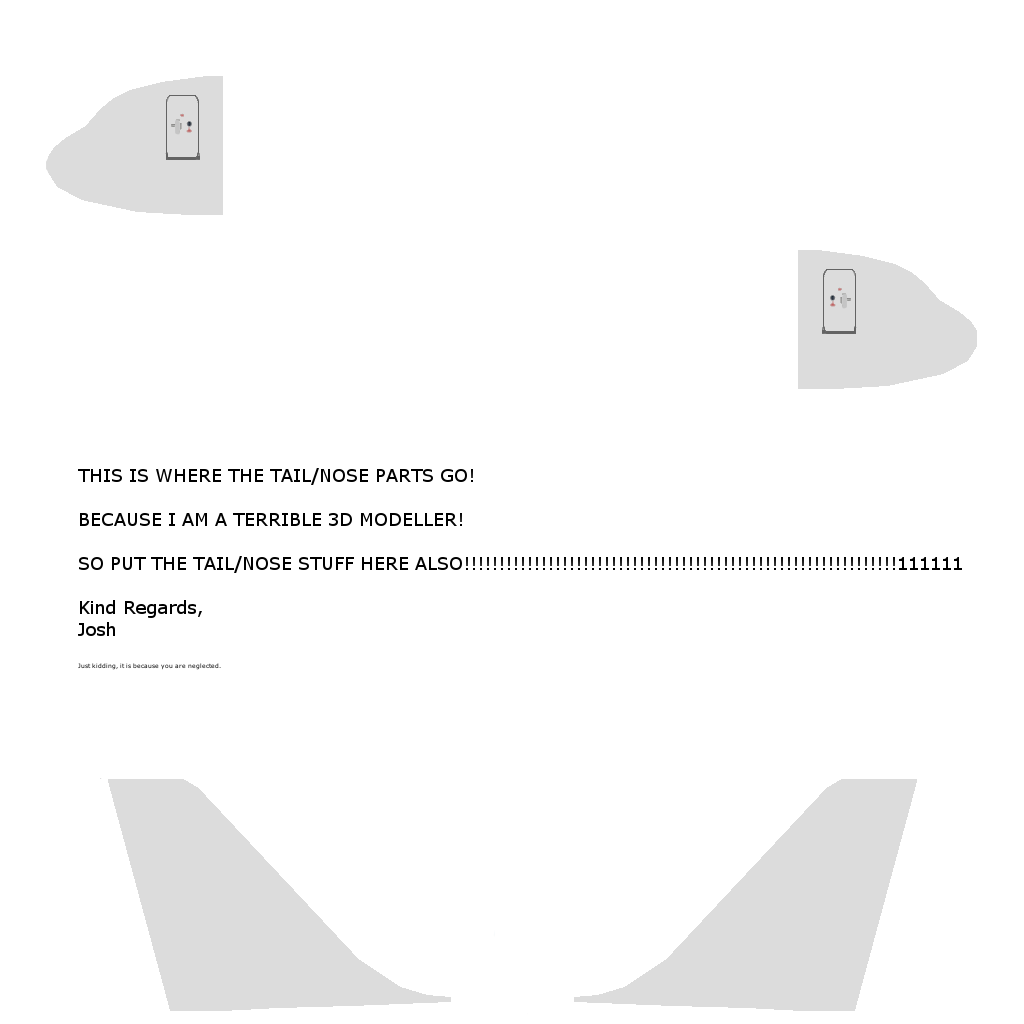 THIS IS WHERE THE TAIL/NOSE PARTS GO!
BECAUSE I AM A TERRIBLE 3D MODELLER!
SO PUT THE TAIL/NOSE STUFF HERE ALSO!!!!!!!!!!!!!!!!!!!!!!!!!!!!!!!!!!!!!!!!!!!!!!!!!!!!!!!!!!!!!!111111
Kind Regards,
Josh
Just kidding, it is because you are neglected.